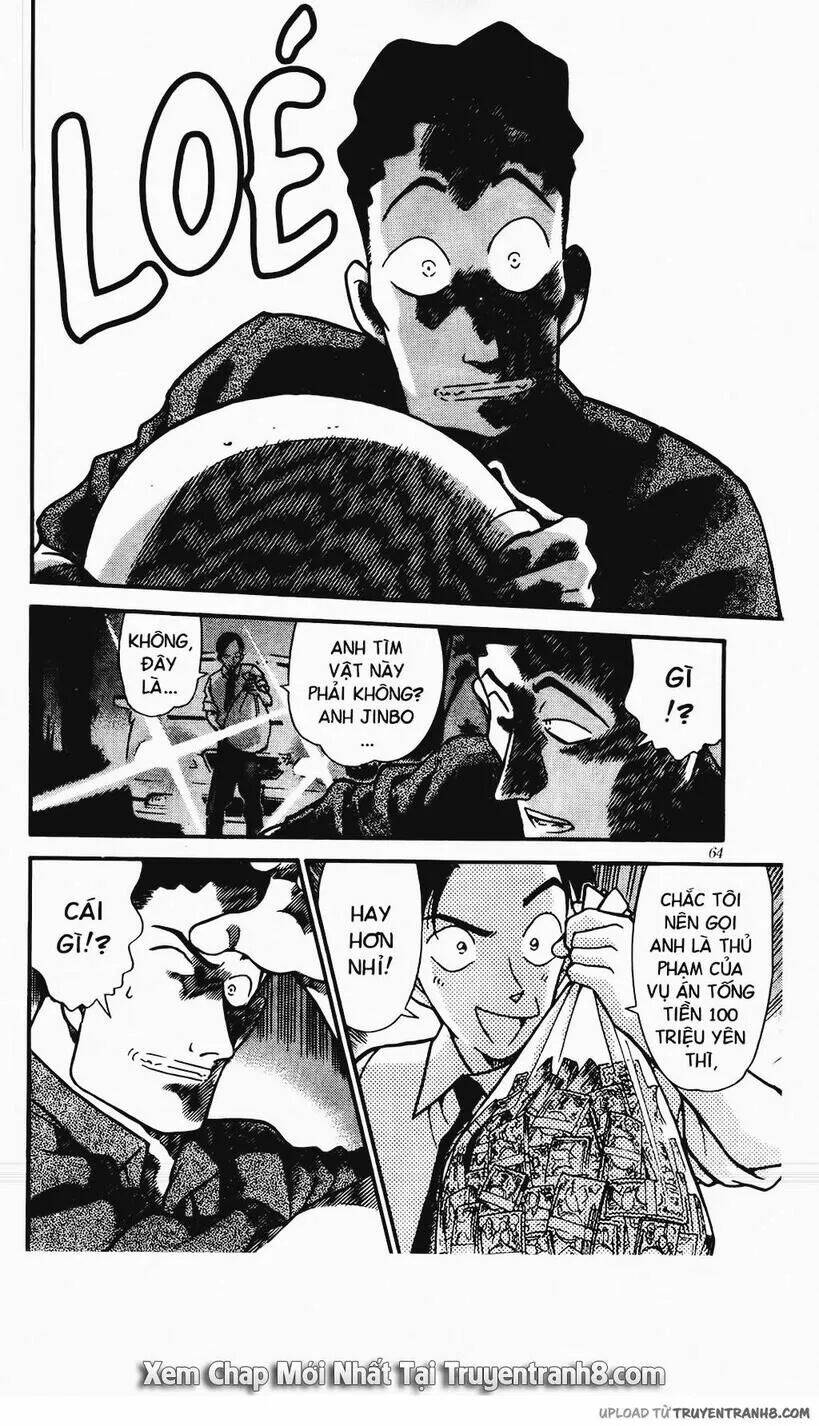 LOÉ
GÌ
!?
ANH TÌM
VẬT NÀY
PHẢI KHÔNG?
ANH JINBO
...
KHÔNG,
ĐÂY
LÀ...
64
CHẮC TÔI
NÊN GỌI
ANH LÀ THỦ
PHẠM CỦA
VỤ ÁN TỐNG
TIỀN 100
TRIỆU YÊN
THÌ,
HAY
HƠN
NHỈ!
CÁI
GÌ!?
Xem Chap Mới Nhất Tại Truyentranh8.com
UPLOAD TỪ TRUYENTRANH8.COM